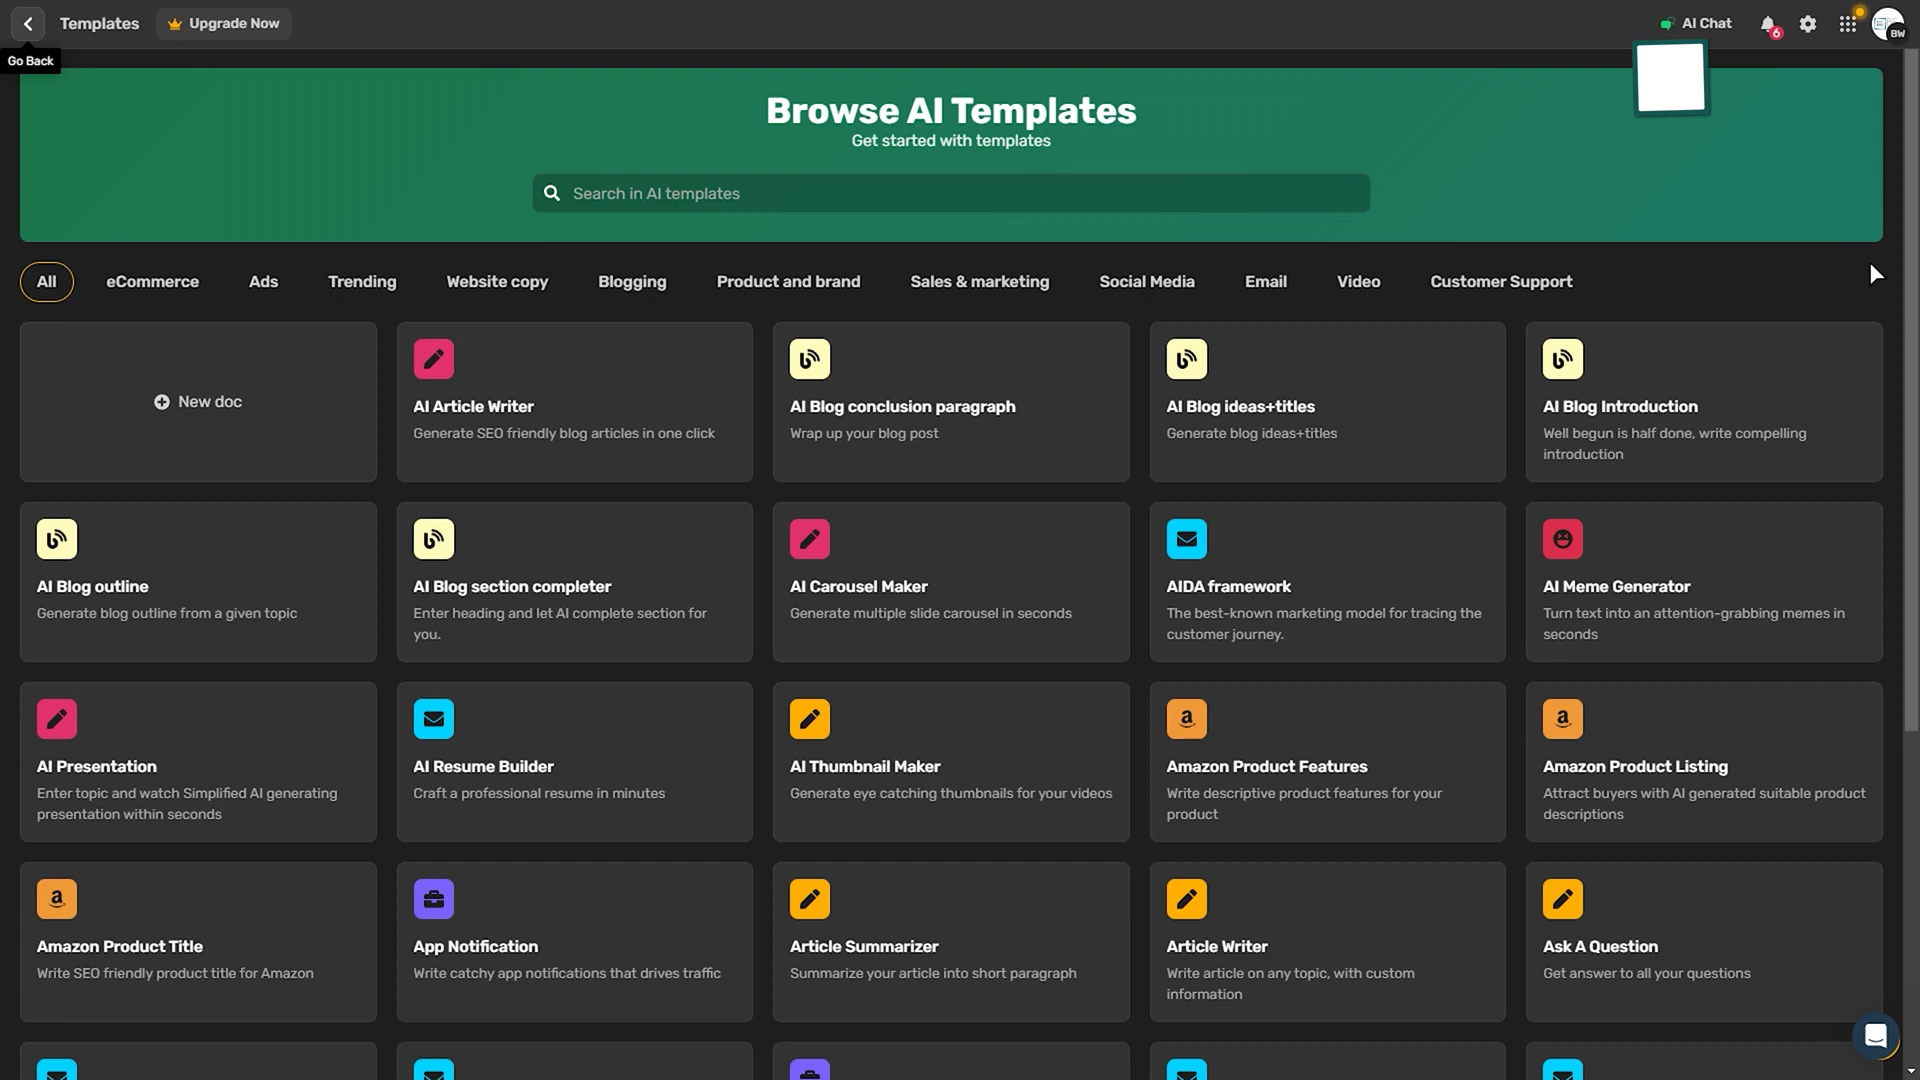 Templates
Upgrade Now
AI Chat
6
BW
Go Back
Browse AI Templates
Get started with templates
Search in AI templates
All
eCommerce
Ads
Trending
Website copy
Blogging
Product and brand
Sales & marketing
Social Media
Email
Video
Customer Support
New doc
AI Article Writer
Generate SEO friendly blog articles in one click
AI Blog conclusion paragraph
Wrap up your blog post
AI Blog ideas+titles
Generate blog ideas+titles
AI Blog Introduction
Well begun is half done, write compelling
introduction
AI Blog outline
Generate blog outline from a given topic
AI Blog section completer
Enter heading and let AI complete section for
you.
AI Carousel Maker
Generate multiple slide carousel in seconds
AIDA framework
The best-known marketing model for tracing the
customer journey.
AI Meme Generator
Turn text into an attention-grabbing memes in
seconds
AI Presentation
Enter topic and watch Simplified AI generating
presentation within seconds
AI Resume Builder
Craft a professional resume in minutes
AI Thumbnail Maker
Generate eye catching thumbnails for your videos
Amazon Product Features
Write descriptive product features for your
product
Amazon Product Listing
Attract buyers with AI generated suitable product
descriptions
Amazon Product Title
Write SEO friendly product title for Amazon
App Notification
Write catchy app notifications that drives traffic
Article Summarizer
Summarize your article into short paragraph
Article Writer
Write article on any topic, with custom
information
Ask A Question
Get answer to all your questions